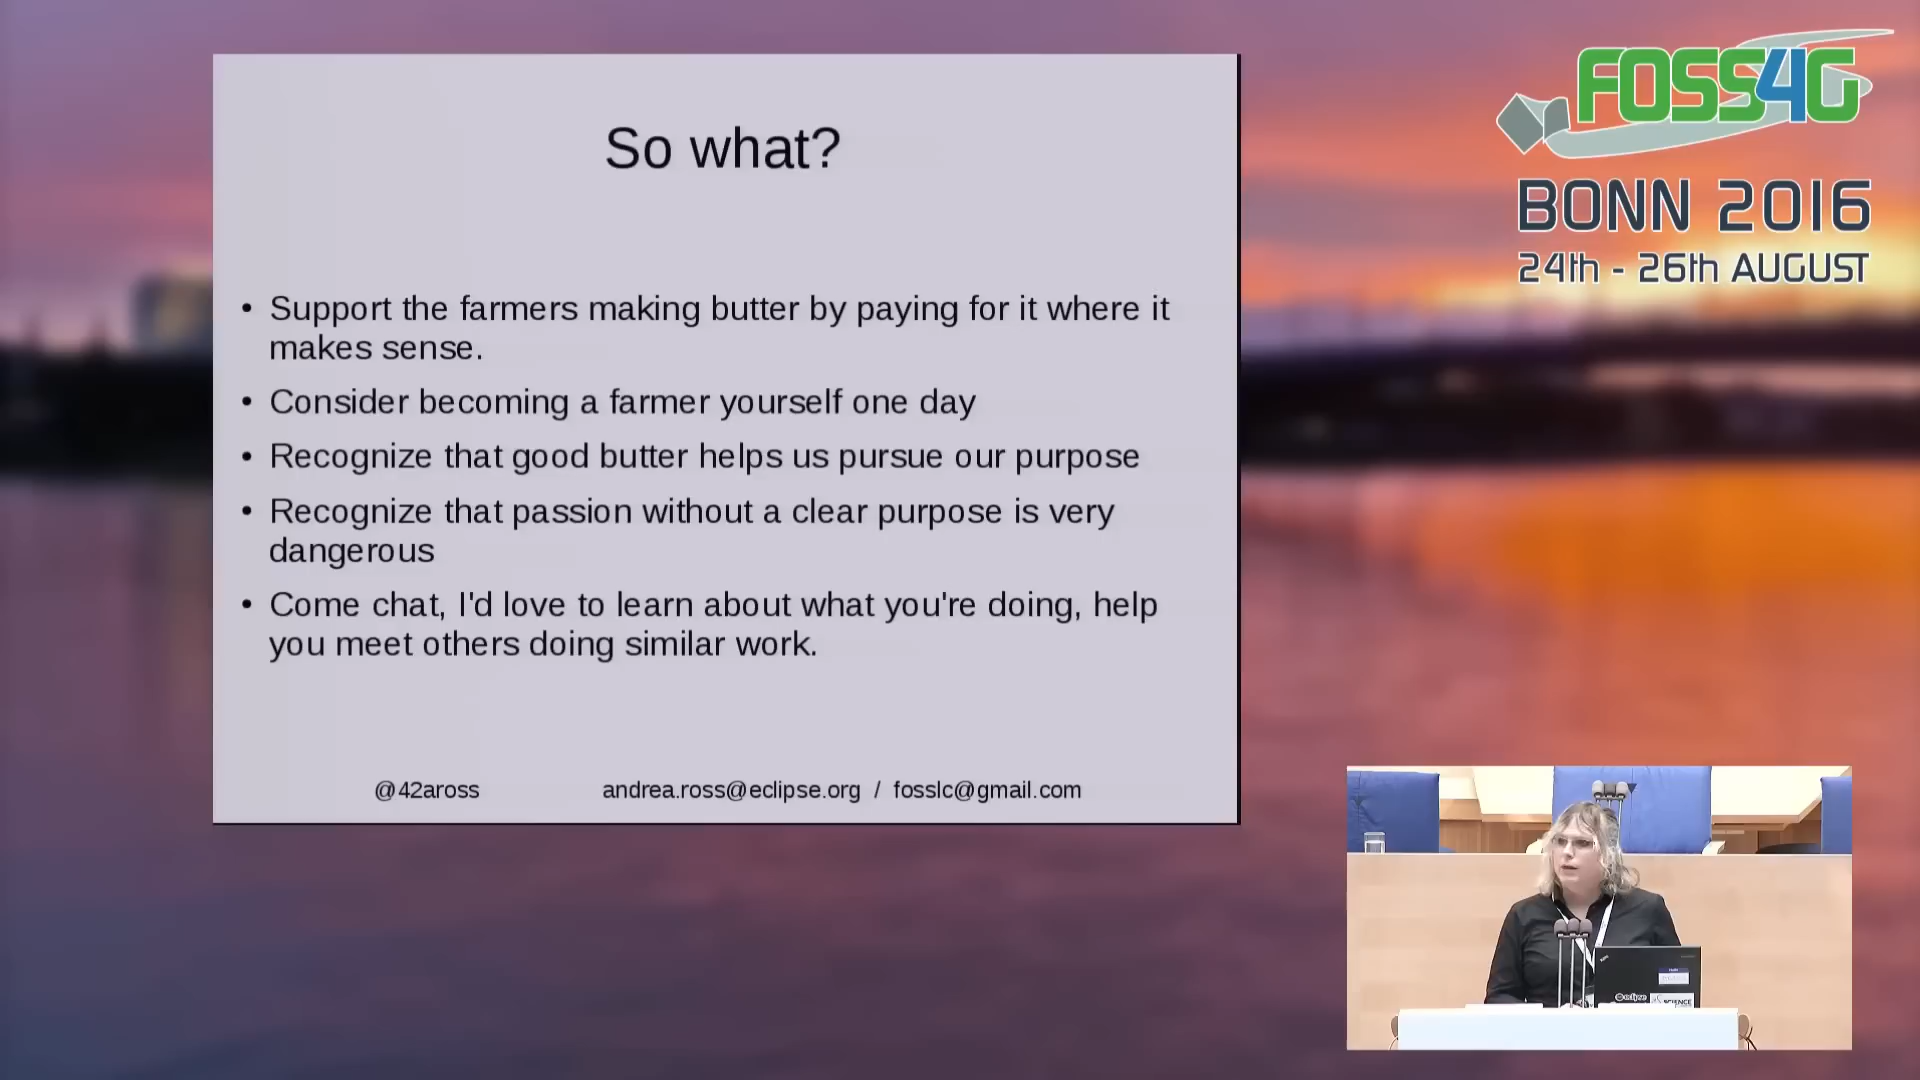 So what?
• Support the farmers making butter by paying for it where it
makes sense.
• Consider becoming a farmer yourself one day
• Recognize that good butter helps us pursue our purpose
• Recognize that passion without a clear purpose is very
dangerous
• Come chat, I'd love to learn about what you're doing, help
you meet others doing similar work.
@42aross andrea.ross@eclipse.org / fosslc@gmail.com
FOSS4G
BONN 2016
24th - 26th AUGUST
eclipse
SCIENCE